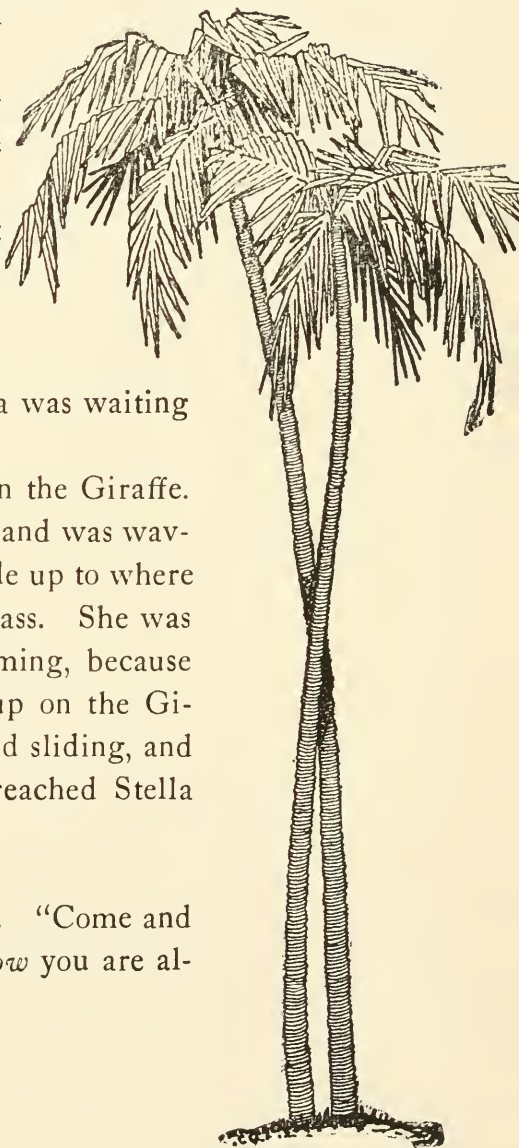 a was waiting
n the Giraffe.
and was wav-
le up to where
ass. She was
ming, because
up on the Gi-
d sliding, and
reached Stella
“Come and
ow you are al-